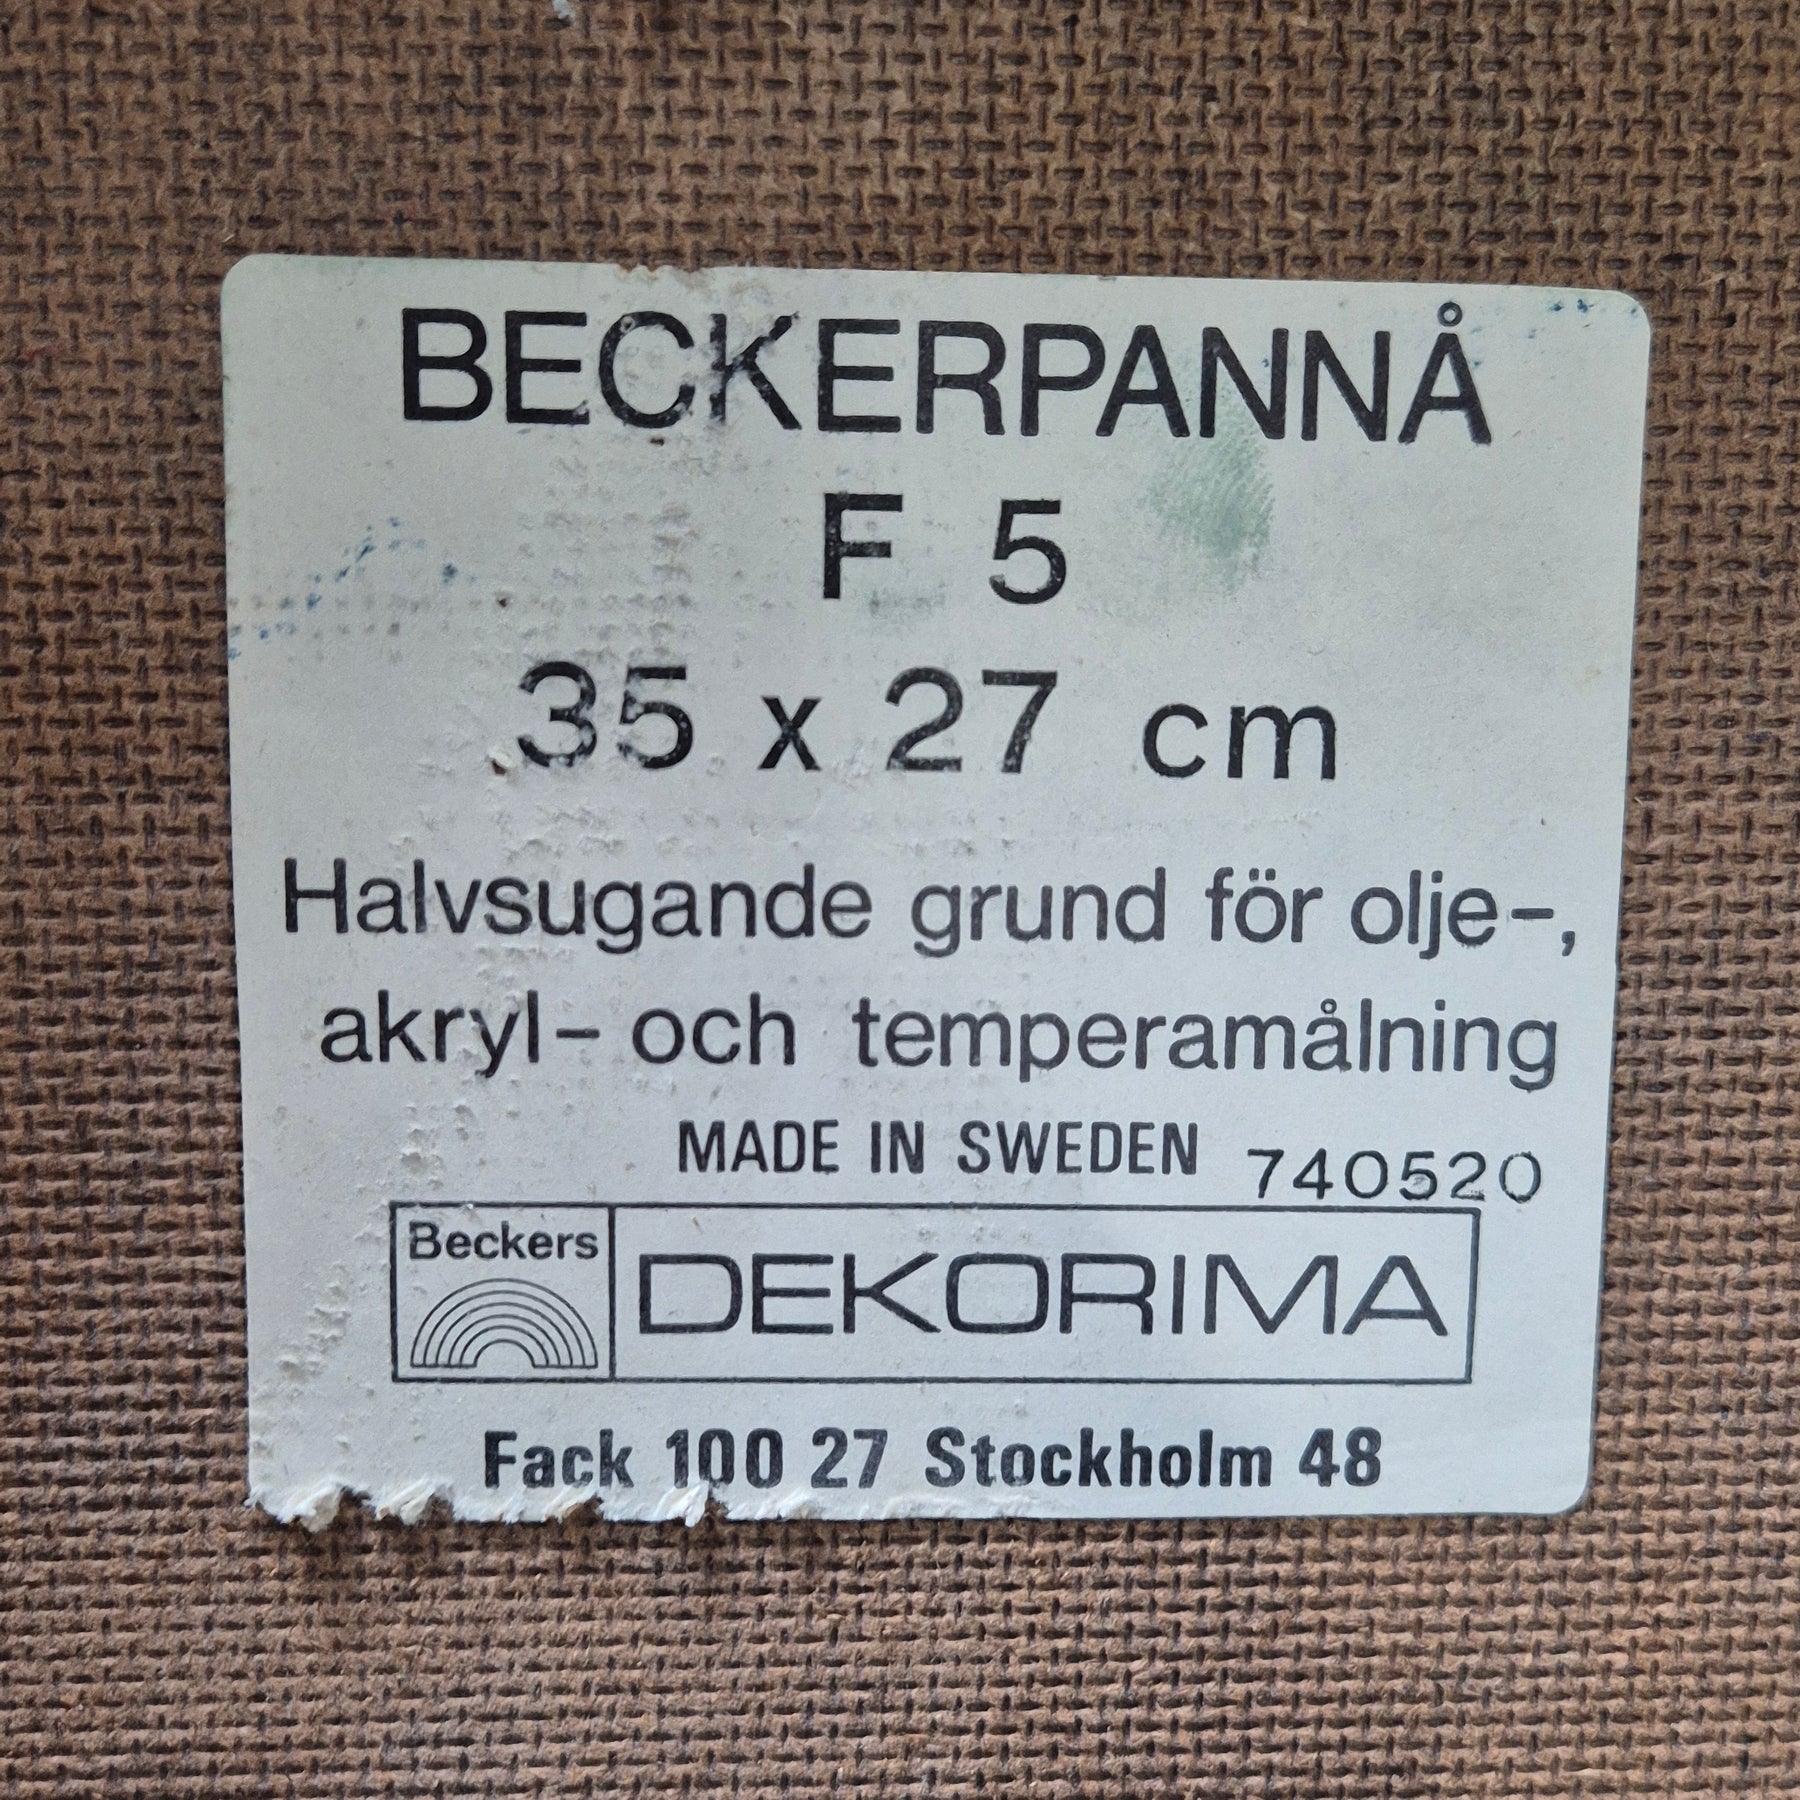 BECKERPANNÅ
F 5
35 x 27 cm
Halvsugande grund för olje-,
akryl- och temperamålning
MADE IN SWEDEN 740520
Beckers DEKORIMA
Fack 100 27 Stockholm 48